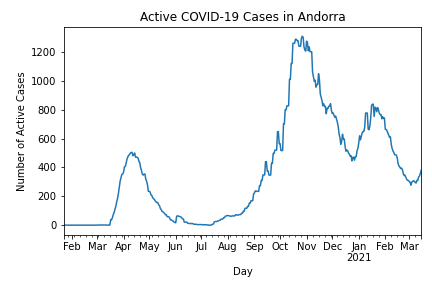 Active COVID-19 Cases in Andorra
Number of Active Cases
1200
1000
800
600
400
200
0
Feb Mar Apr May Jun Jul Aug Sep Oct Nov Dec Jan Feb Mar
2021
Day